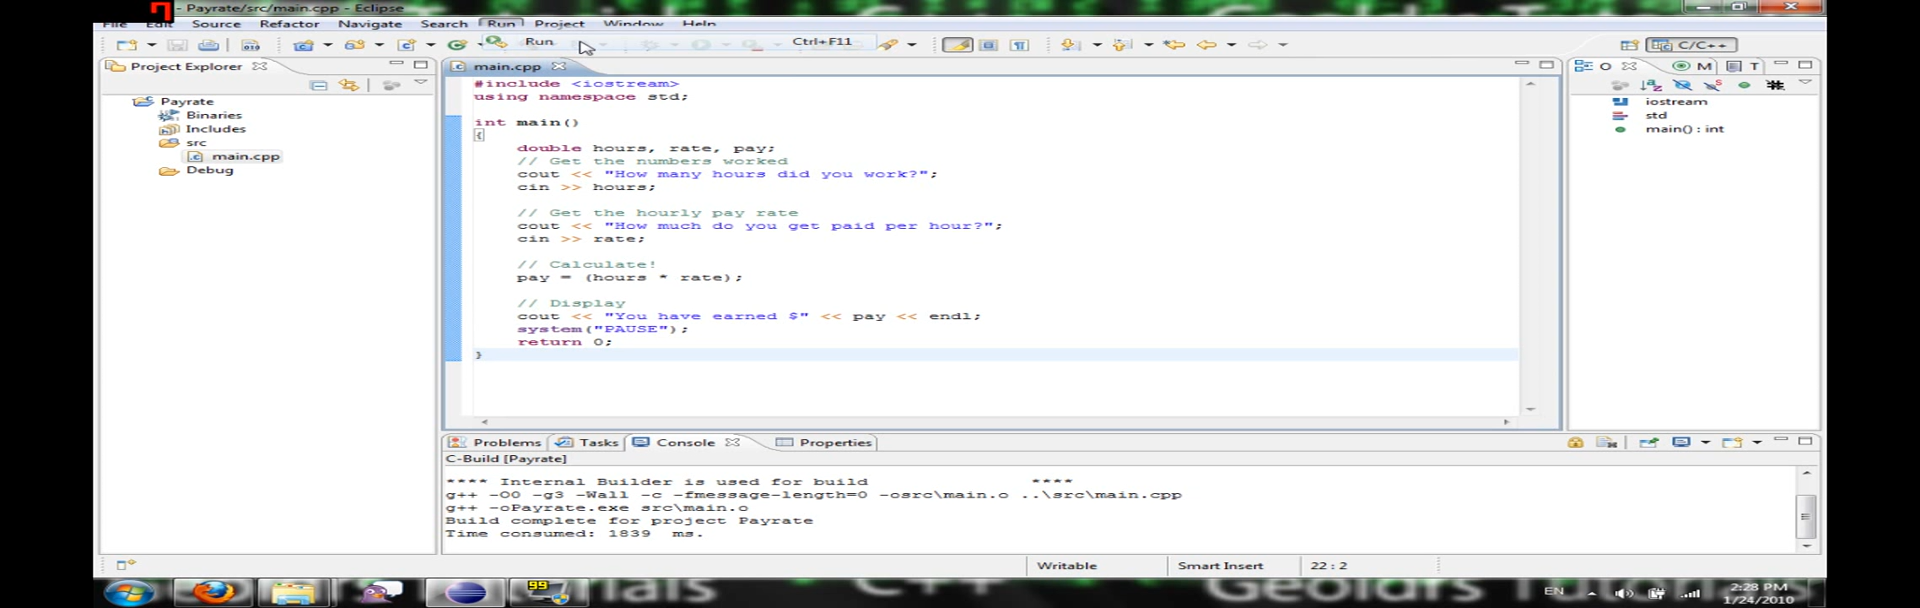 - Payrate/src/main.cpp - Eclipse
File Edit Source Refactor Navigate Search Run Project Window Help
Run Ctrl+F11
C/C++
Project Explorer
main.cpp
O M T
Payrate
Binaries
Includes
src
main.cpp
Debug
#include <iostream>
using namespace std;
int main()
{
double hours, rate, pay;
// Get the numbers worked
cout << "How many hours did you work?";
cin >> hours;
// Get the hourly pay rate
cout << "How much do you get paid per hour?";
cin >> rate;
// Calculate!
pay = (hours * rate);
// Display
cout << "You have earned $" << pay << endl;
system("PAUSE");
return 0;
}
iostream
std
main() : int
Problems Tasks Console Properties
C-Build [Payrate]
**** Internal Builder is used for build ****
g++ -O0 -g3 -Wall -c -fmessage-length=0 -osrc\main.o ..\src\main.cpp
g++ -oPayrate.exe src\main.o
Build complete for project Payrate
Time consumed: 1839 ms.
Writable Smart Insert 22 : 2
99
C++
EN
2:28 PM
1/24/2010